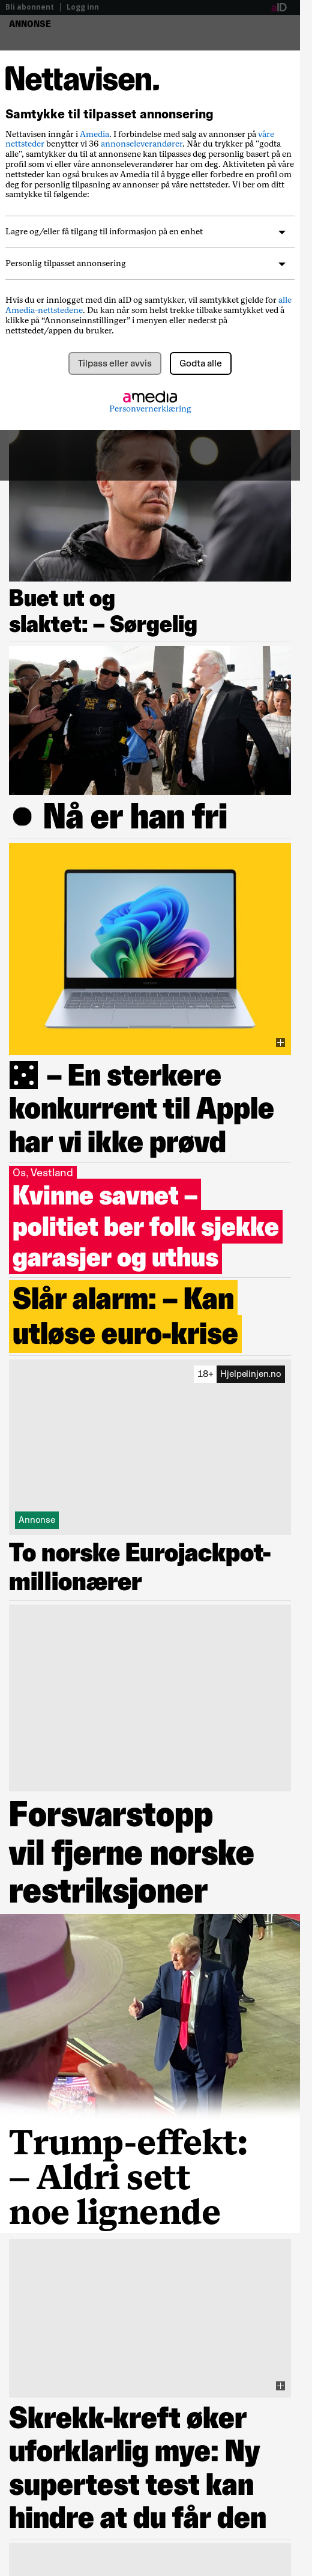 Bli abonnent
Logg inn
aID
ANNONSE
Nettavisen.
Samtykke til tilpasset annonsering
Nettavisen inngår i Amedia. I forbindelse med salg av annonser på våre
nettsteder benytter vi 36 annonseleverandører. Når du trykker på "godta
alle", samtykker du til at annonsene kan tilpasses deg personlig basert på en
profil som vi eller våre annonseleverandører har om deg. Aktiviteten på våre
nettsteder kan også brukes av Amedia til å bygge eller forbedre en profil om
deg for personlig tilpasning av annonser på våre nettsteder. Vi ber om ditt
samtykke til følgende:
Lagre og/eller få tilgang til informasjon på en enhet
Personlig tilpasset annonsering
Hvis du er innlogget med din aID og samtykker, vil samtykket gjelde for alle
Amedia-nettstedene. Du kan når som helst trekke tilbake samtykket ved å
klikke på “Annonseinnstillinger” i menyen eller nederst på
nettstedet/appen du bruker.
Tilpass eller avvis
Godta alle
amedia
Personvernerklæring
Buet ut og
slaktet: – Sørgelig
Nå er han fri
– En sterkere
konkurrent til Apple
har vi ikke prøvd
Os, Vestland
Kvinne savnet –
politiet ber folk sjekke
garasjer og uthus
Slår alarm: – Kan
utløse euro-krise
18+ Hjelpelinjen.no
Annonse
To norske Eurojackpot-
millionærer
Forsvarstopp
vil fjerne norske
restriksjoner
Trump-effekt:
– Aldri sett
noe lignende
Skrekk-kreft øker
uforklarlig mye: Ny
supertest test kan
hindre at du får den